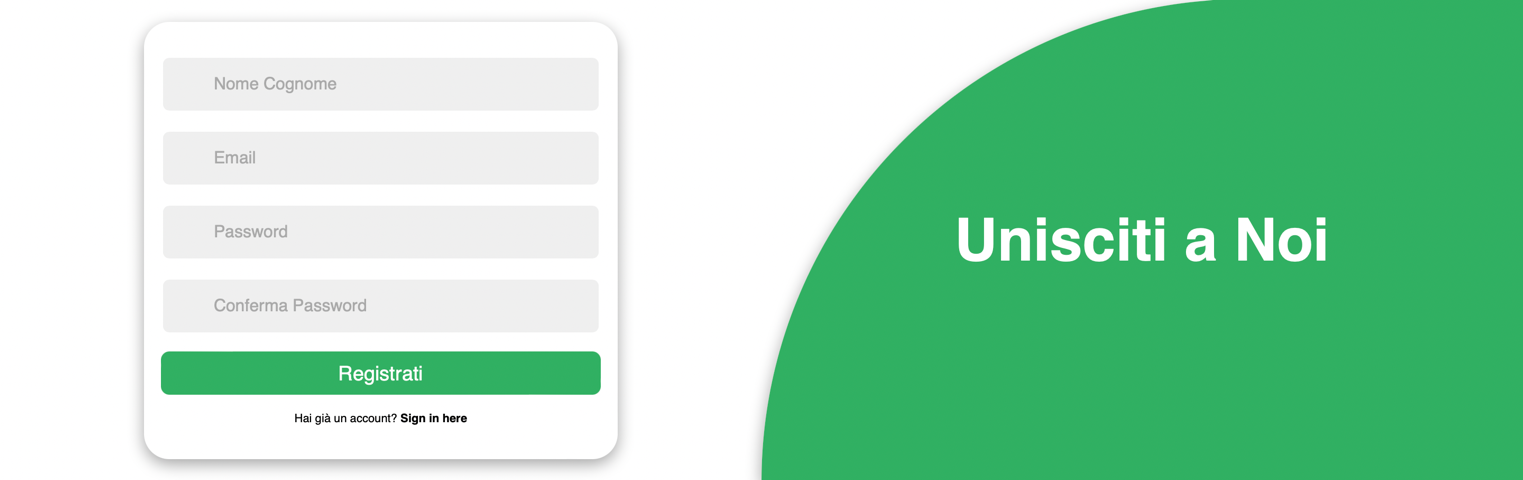 Nome Cognome
Email
Password
Conferma Password
Registrati
Hai già un account? Sign in here
Unisciti a Noi